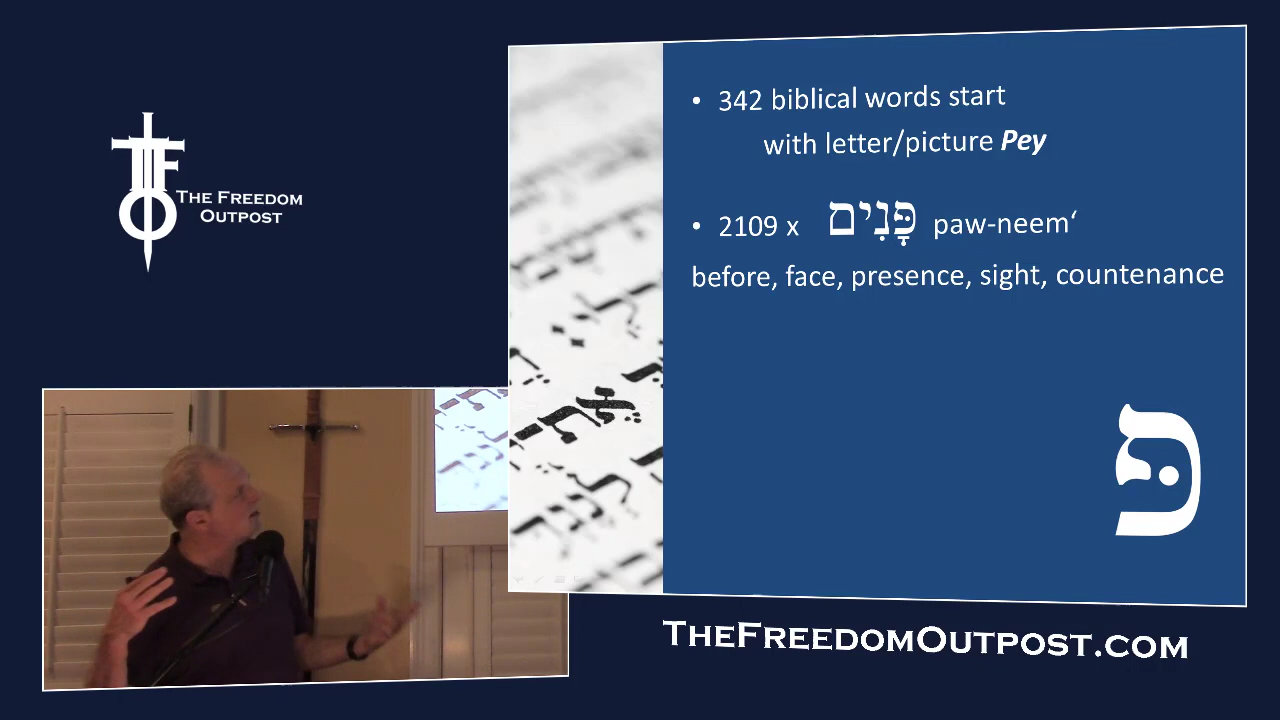 The Freedom
Outpost
• 342 biblical words start
with letter/picture Pey
• 2109 x פָּנִים paw-neem‘
before, face, presence, sight, countenance
פּ
TheFreedomOutpost.com